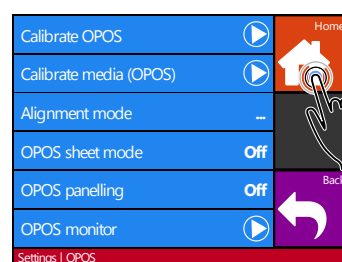 Calibrate OPOS
Home
Calibrate media (OPOS)
Alignment mode ...
OPOS sheet mode Off
OPOS panelling Off
Back
OPOS monitor
Settings | OPOS